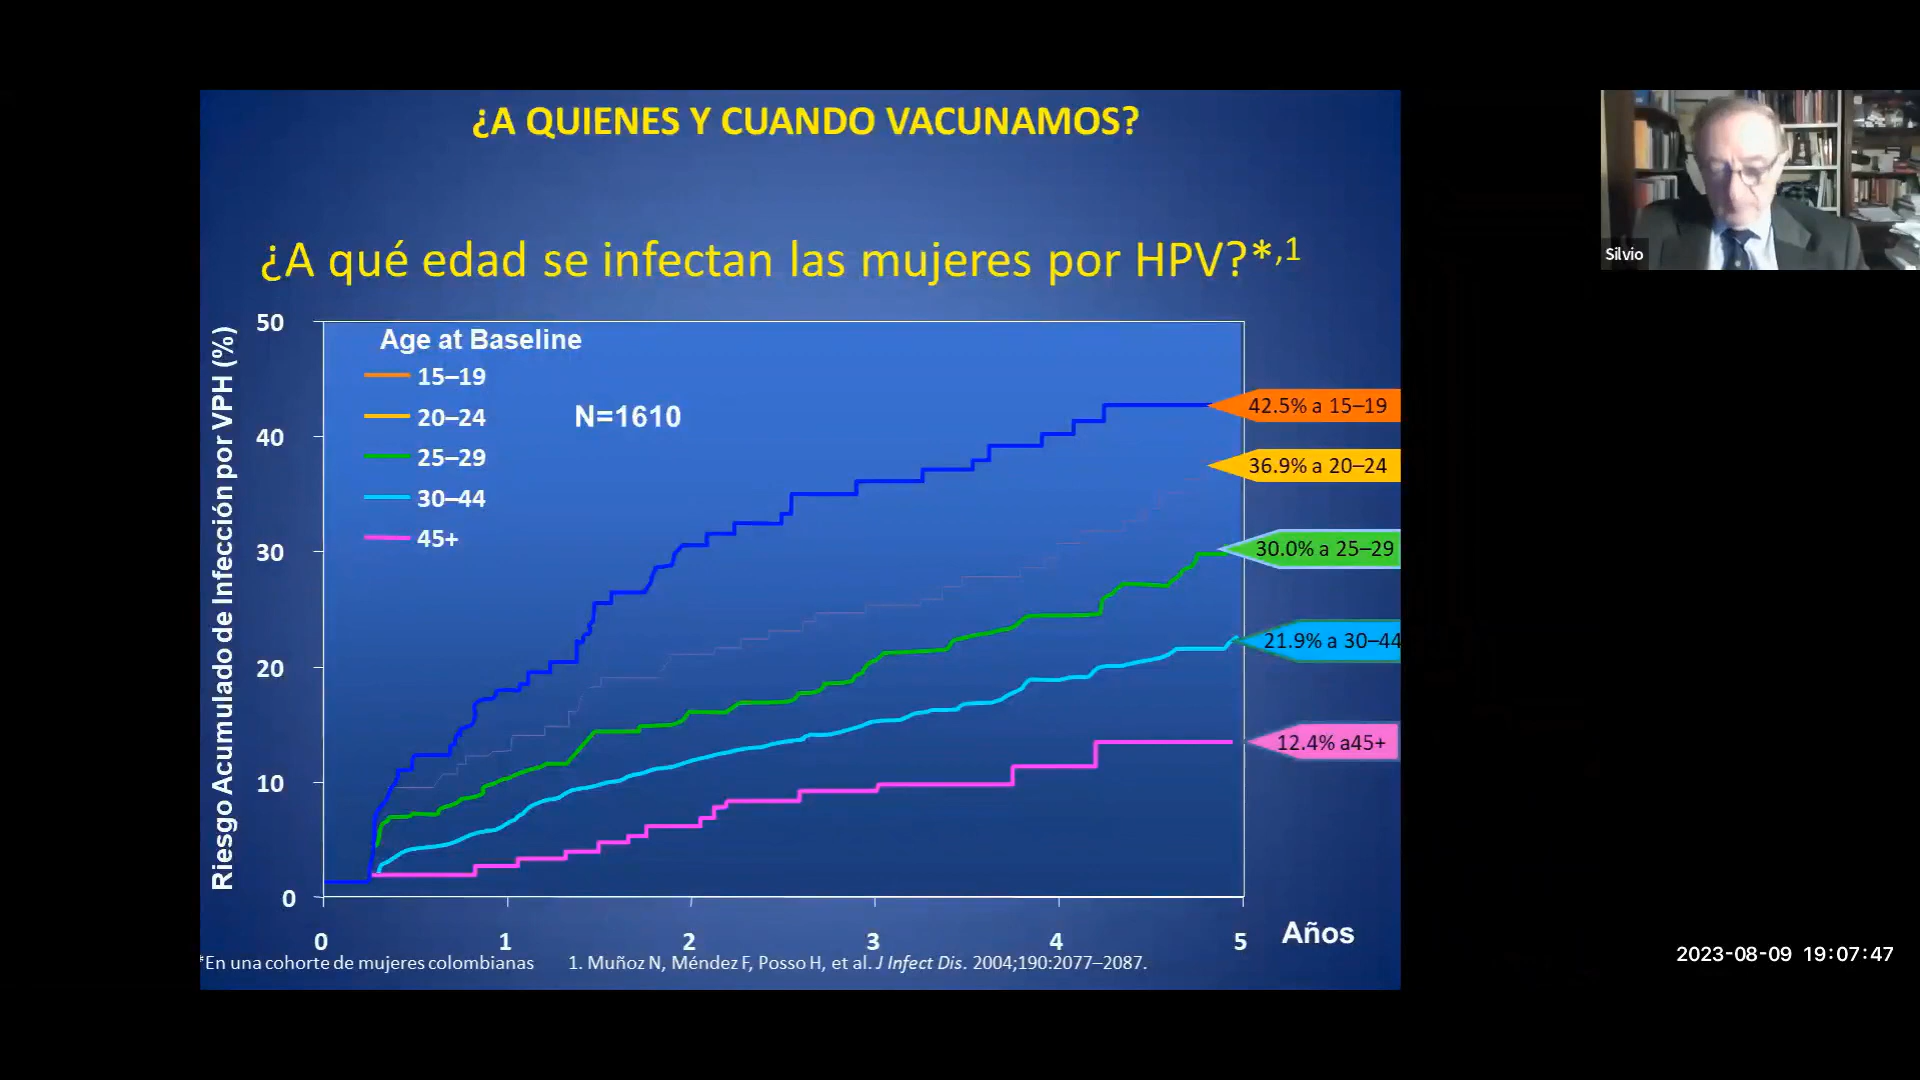 ¿A QUIENES Y CUANDO VACUNAMOS?
¿A qué edad se infectan las mujeres por HPV?*,1
Riesgo Acumulado de Infección por VPH (%)
50
40
30
20
10
0
Age at Baseline
15–19
20–24
25–29
30–44
45+
N=1610
42.5% a 15–19
36.9% a 20–24
30.0% a 25–29
21.9% a 30–44
12.4% a45+
0 1 2 3 4 5 Años
*En una cohorte de mujeres colombianas 1. Muñoz N, Méndez F, Posso H, et al. J Infect Dis. 2004;190:2077–2087.
Silvio
2023-08-09 19:07:47